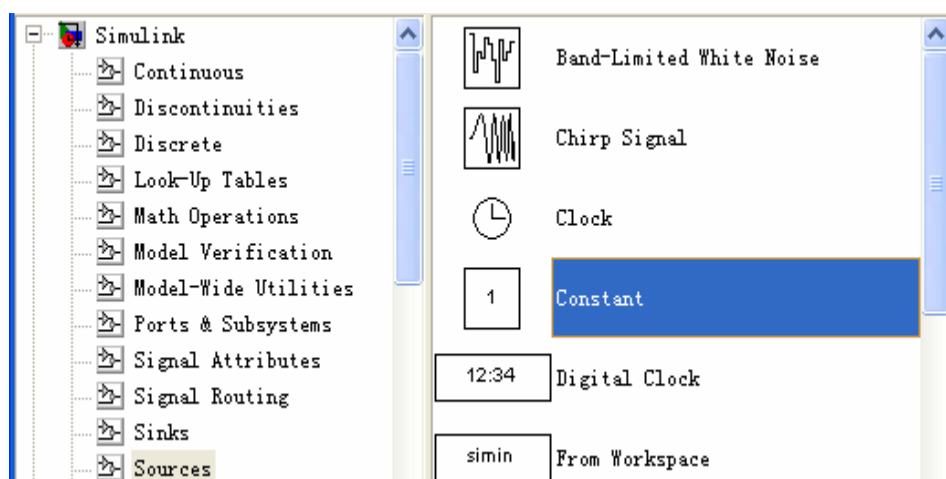 Simulink
Continuous
Discontinuities
Discrete
Look-Up Tables
Math Operations
Model Verification
Model-Wide Utilities
Ports & Subsystems
Signal Attributes
Signal Routing
Sinks
Sources
Band-Limited White Noise
Chirp Signal
Clock
1 Constant
12:34 Digital Clock
simin From Workspace